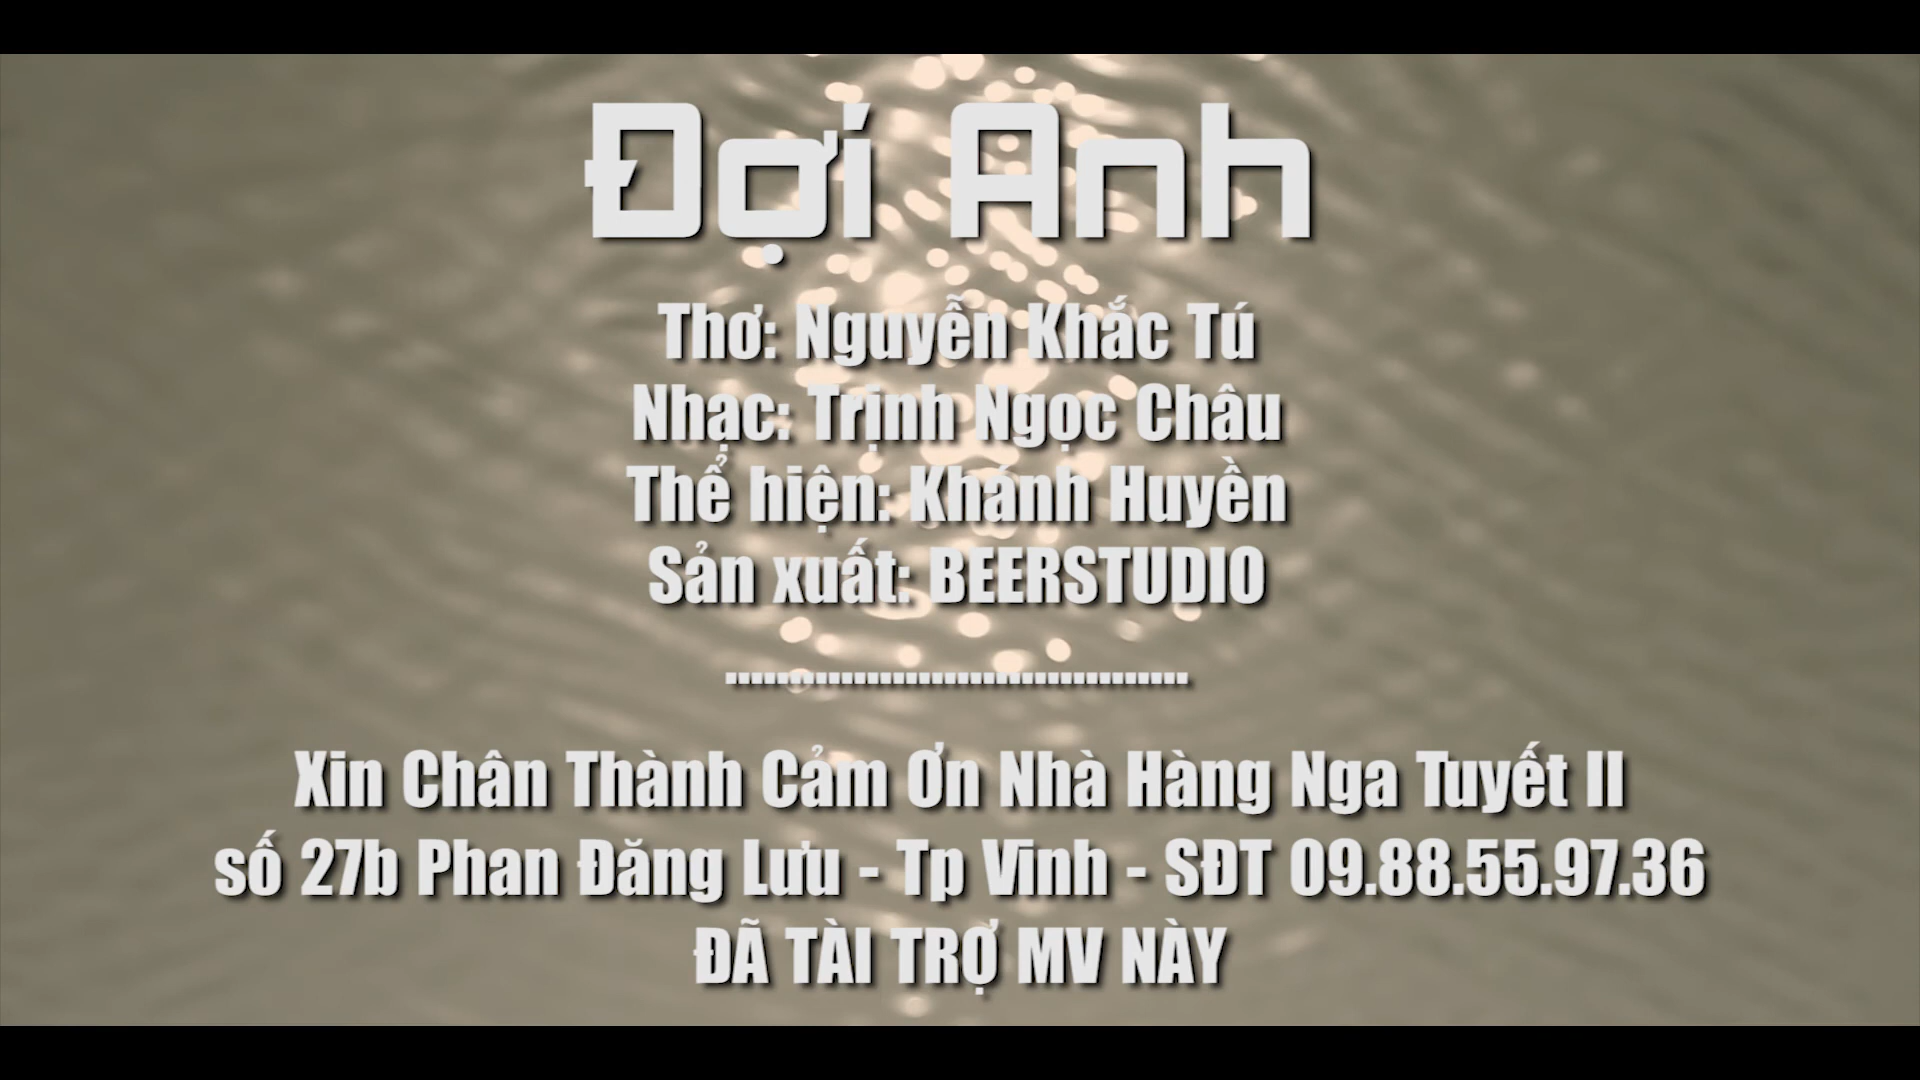 Đợi Anh
Thơ: Nguyễn Khắc Tú
Nhạc: Trịnh Ngọc Châu
Thể hiện: Khánh Huyền
Sản xuất: BEERSTUDIO
....................................
Xin Chân Thành Cảm Ơn Nhà Hàng Nga Tuyết II
số 27b Phan Đăng Lưu - Tp Vinh - SĐT 09.88.55.97.36
ĐÃ TÀI TRỢ MV NÀY